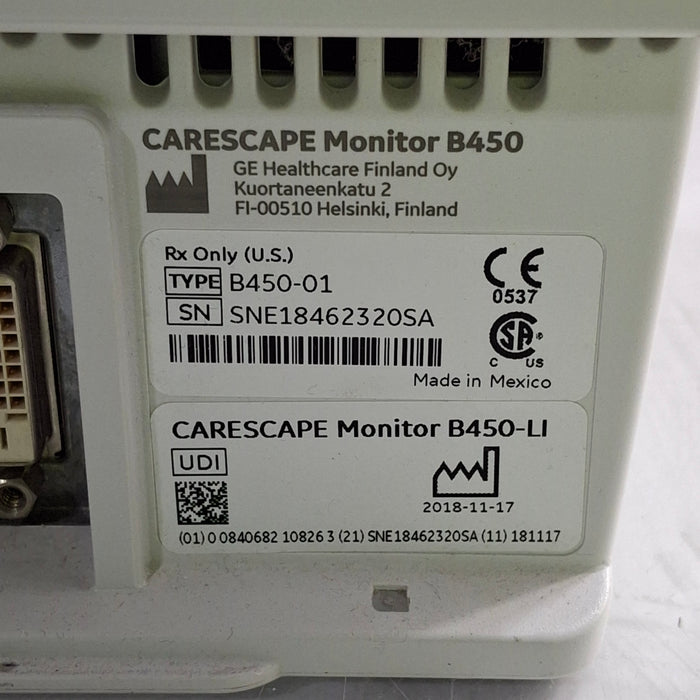 CARESCAPE Monitor B450
GE Healthcare Finland Oy
Kuortaneenkatu 2
FI-00510 Helsinki, Finland
Rx Only (U.S.)
TYPE B450-01
SN SNE18462320SA
CE
0537
SA
C US
Made in Mexico
CARESCAPE Monitor B450-LI
UDI
2018-11-17
(01) 0 0840682 10826 3 (21) SNE18462320SA (11) 181117